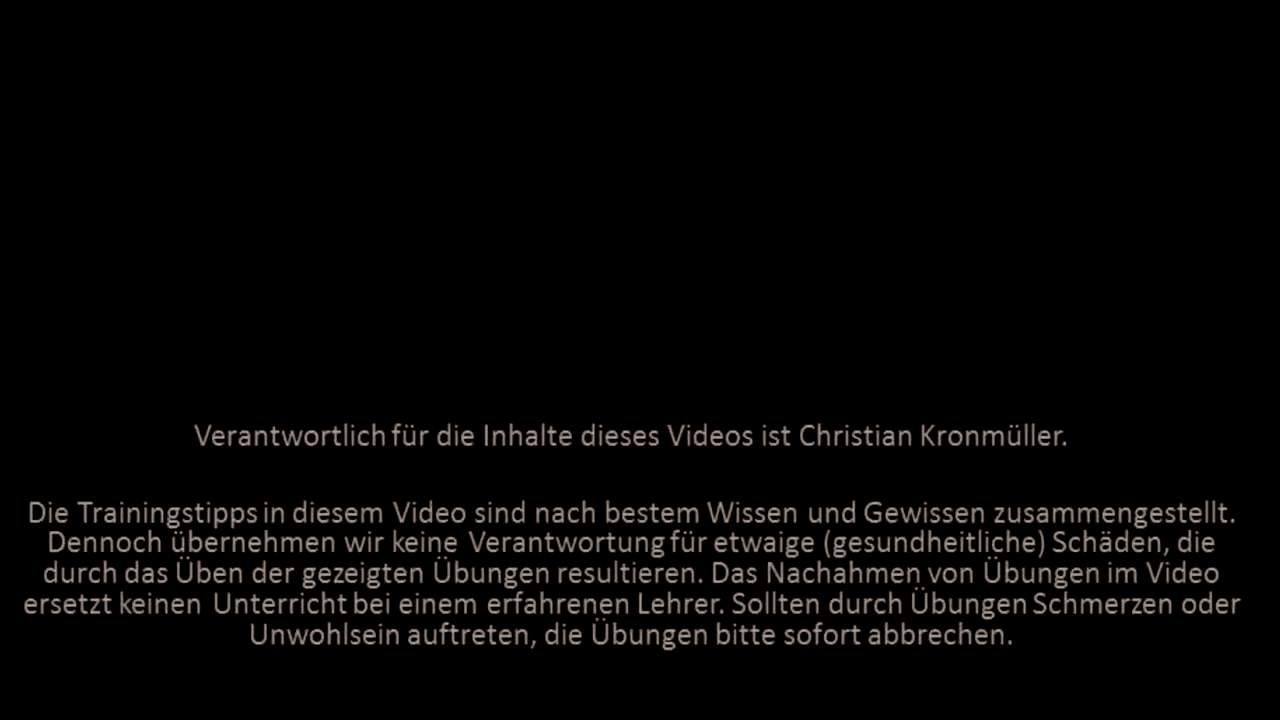 Verantwortlich für die Inhalte dieses Videos ist Christian Kronmüller.
Die Trainingstipps in diesem Video sind nach bestem Wissen und Gewissen zusammengestellt.
Dennoch übernehmen wir keine Verantwortung für etwaige (gesundheitliche) Schäden, die
durch das Üben der gezeigten Übungen resultieren. Das Nachahmen von Übungen im Video
ersetzt keinen Unterricht bei einem erfahrenen Lehrer. Sollten durch Übungen Schmerzen oder
Unwohlsein auftreten, die Übungen bitte sofort abbrechen.